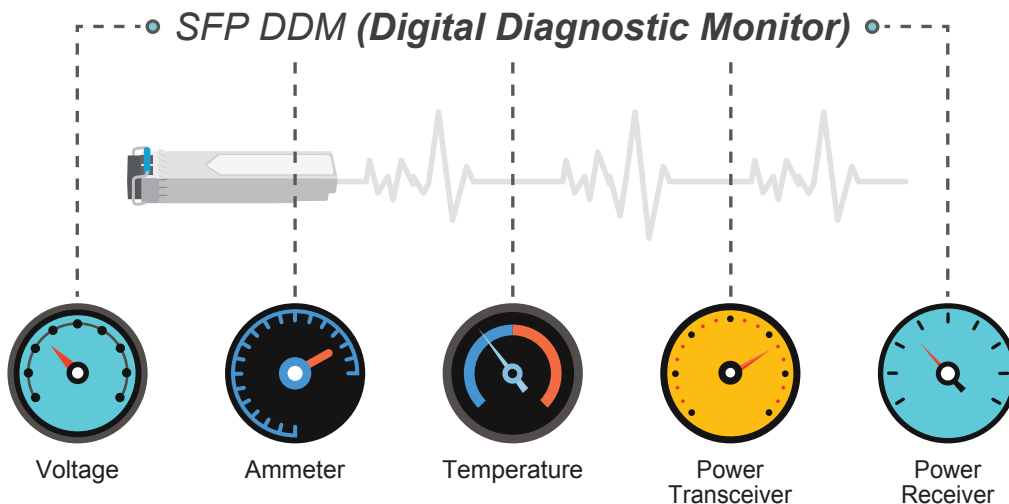 SFP DDM (Digital Diagnostic Monitor)
Voltage
Ammeter
Temperature
Power
Transceiver
Power
Receiver